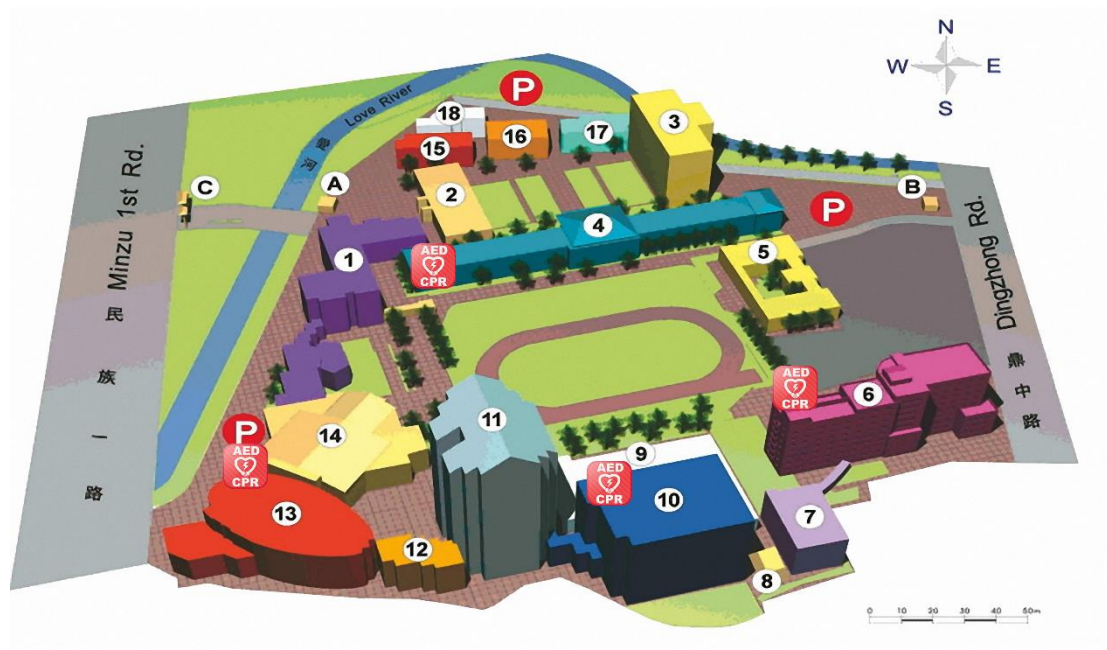 N
W E
S
P
Love River
愛河
18
3
15
16
17
Minzu 1st Rd.
民族一路
C
A
B
2
P
4
Dingzhong Rd.
鼎中路
1
AED
CPR
5
AED
CPR
6
11
P
14
AED
CPR
9
AED
CPR
10
13
7
12
8
0 10 20 30 40 50m